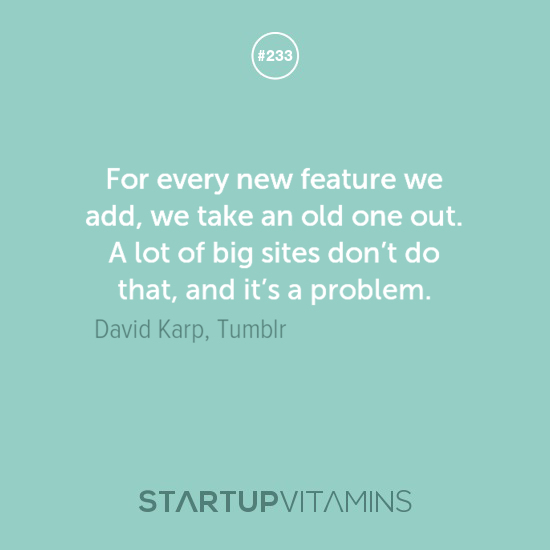 #233
For every new feature we
add, we take an old one out.
A lot of big sites don’t do
that, and it’s a problem.
David Karp, Tumblr
STARTUPVITAMINS